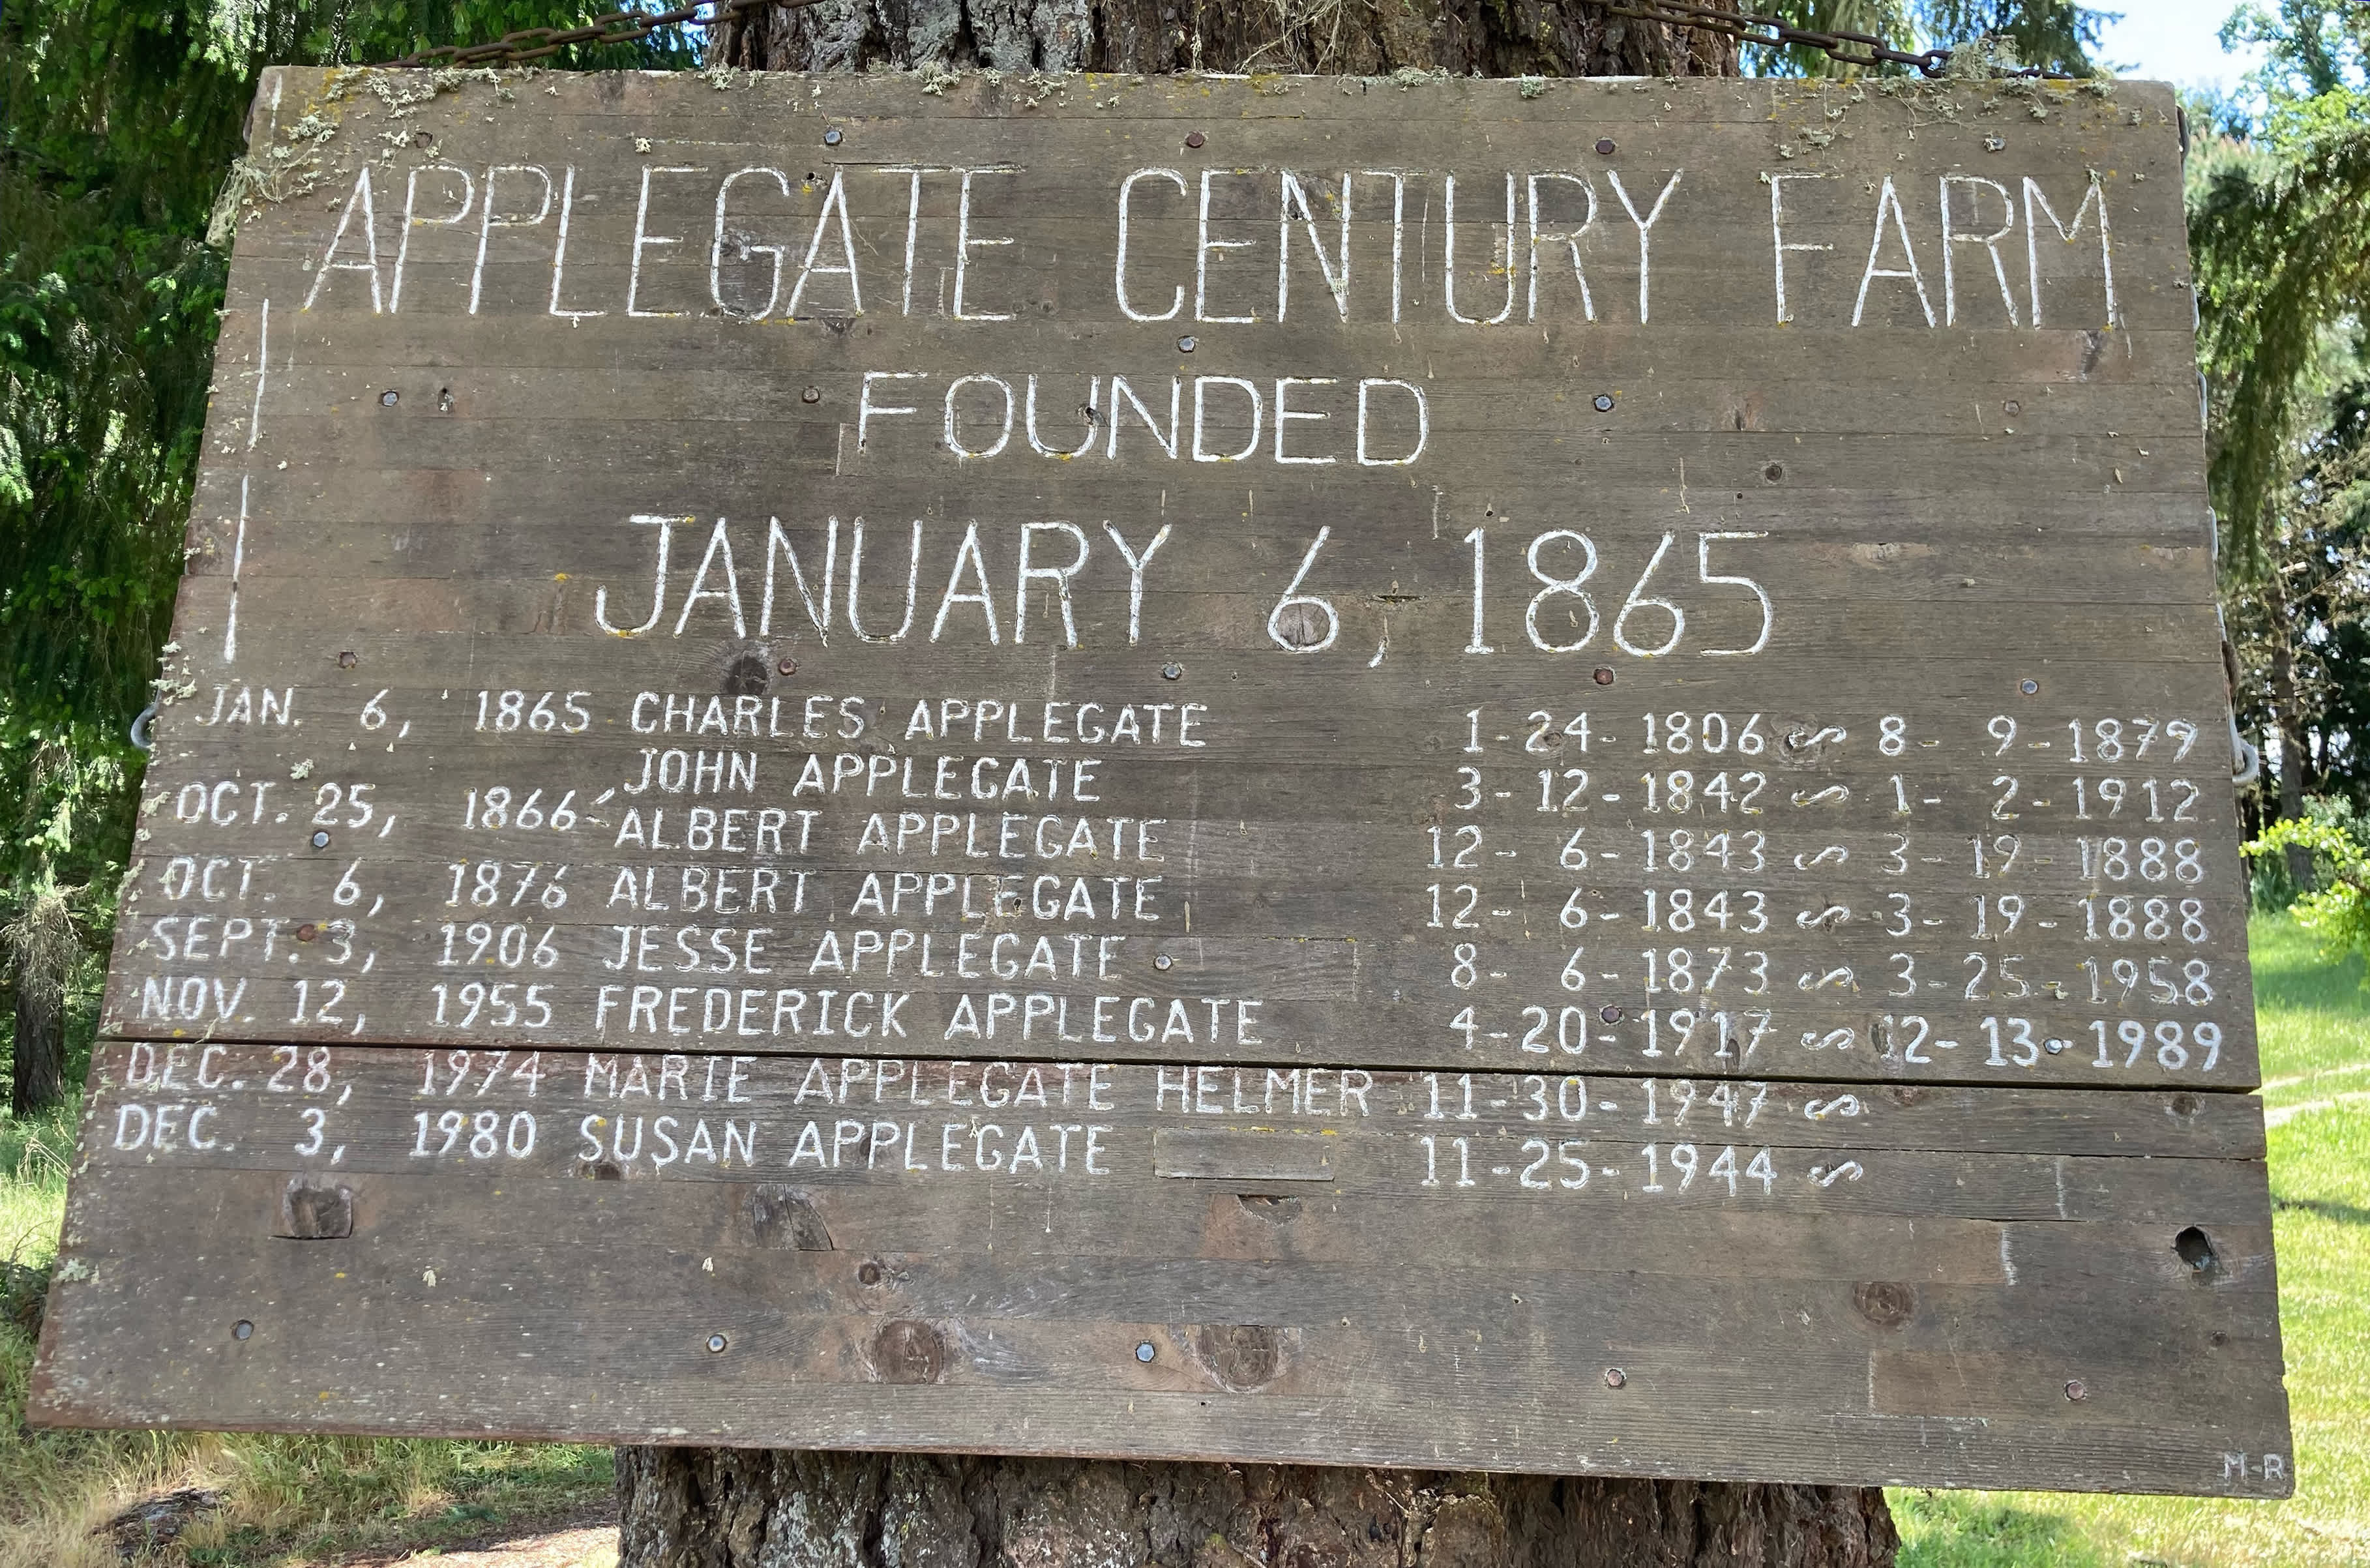 APPLEGATE CENTURY FARM
FOUNDED
JANUARY 6, 1865
JAN. 6, 1865 CHARLES APPLEGATE 1-24-1806 ~ 8-9-1879
JOHN APPLEGATE 3-12-1842 ~ 1-2-1912
OCT. 25, 1866 ALBERT APPLEGATE 12-6-1843 ~ 3-19-1888
OCT. 6, 1876 ALBERT APPLEGATE 12-6-1843 ~ 3-19-1888
SEPT. 3, 1906 JESSE APPLEGATE 8-6-1873 ~ 3-25-1958
NOV. 12, 1955 FREDERICK APPLEGATE 4-20-1917 ~ 12-13-1989
DEC. 28, 1974 MARIE APPLEGATE HELMER 11-30-1947 ~
DEC. 3, 1980 SUSAN APPLEGATE 11-25-1944 ~
M-R